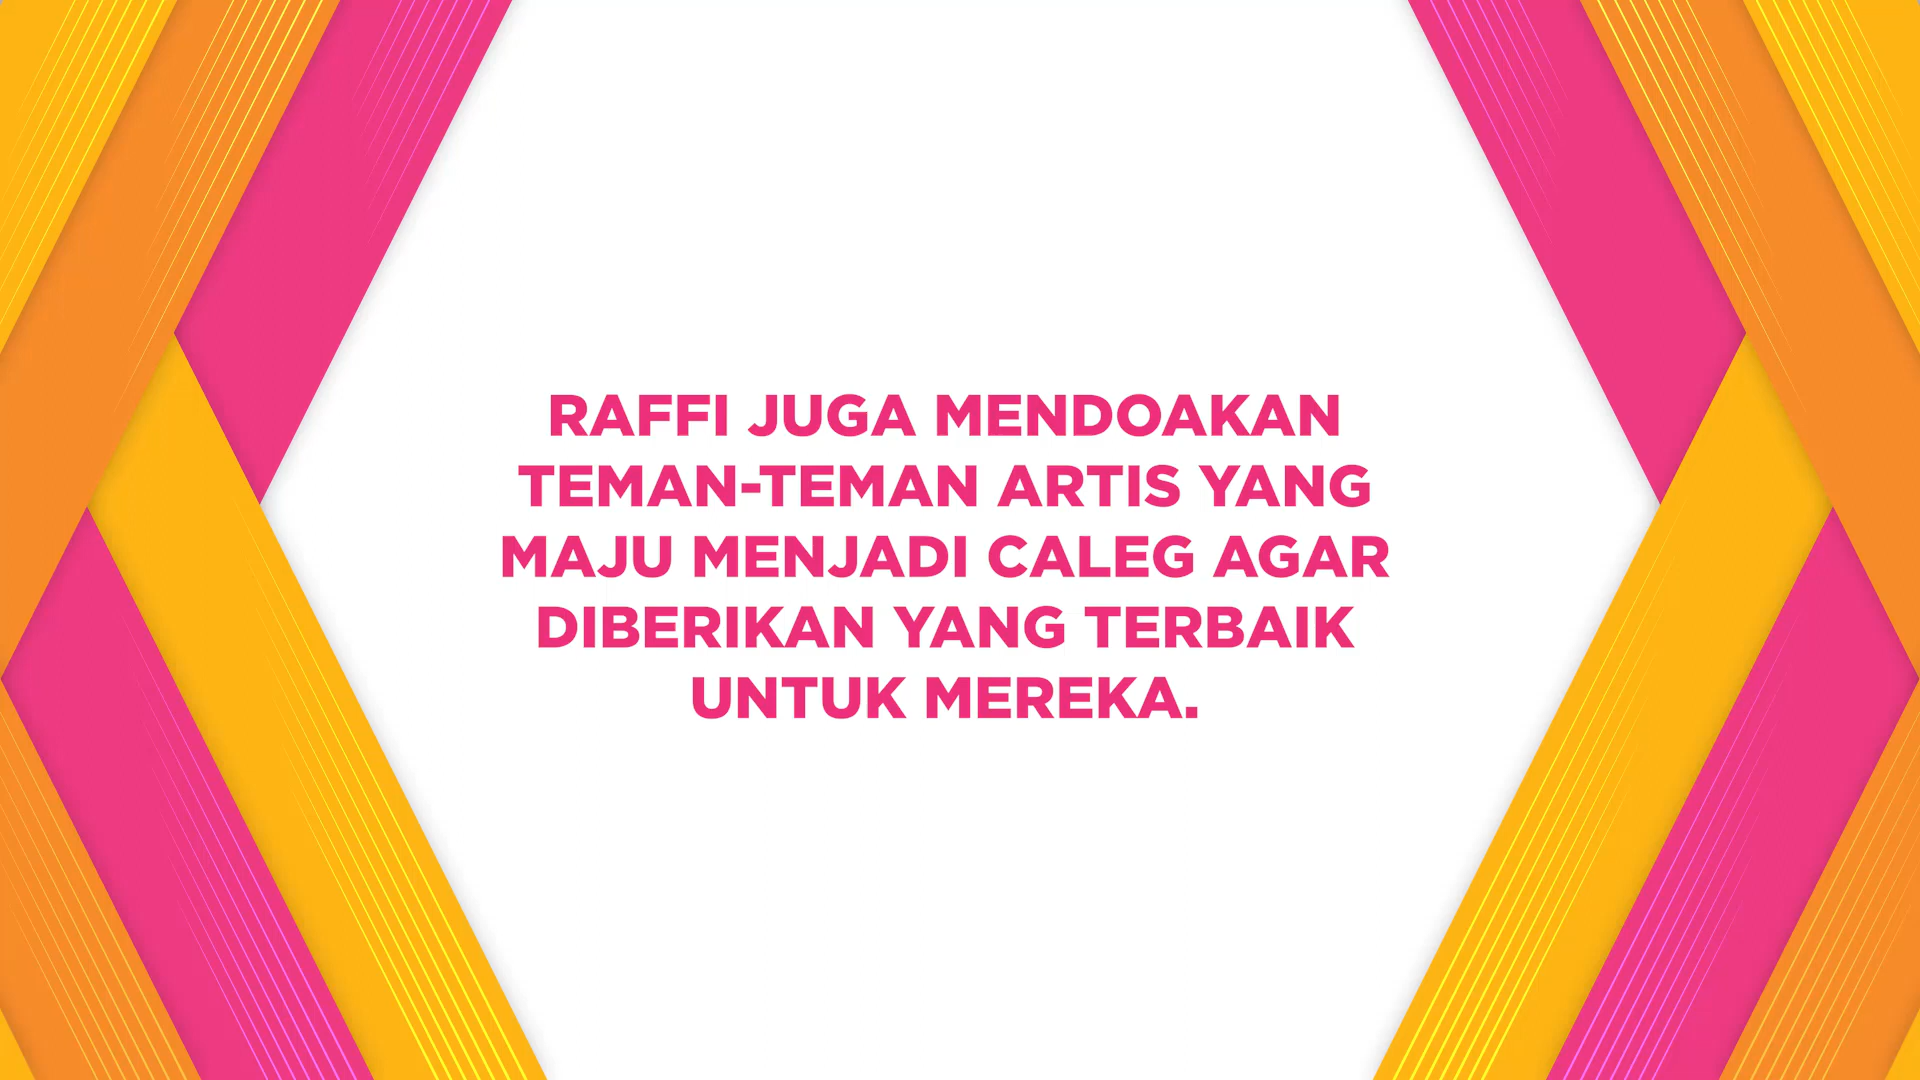 RAFFI JUGA MENDOAKAN
TEMAN-TEMAN ARTIS YANG
MAJU MENJADI CALEG AGAR
DIBERIKAN YANG TERBAIK
UNTUK MEREKA.